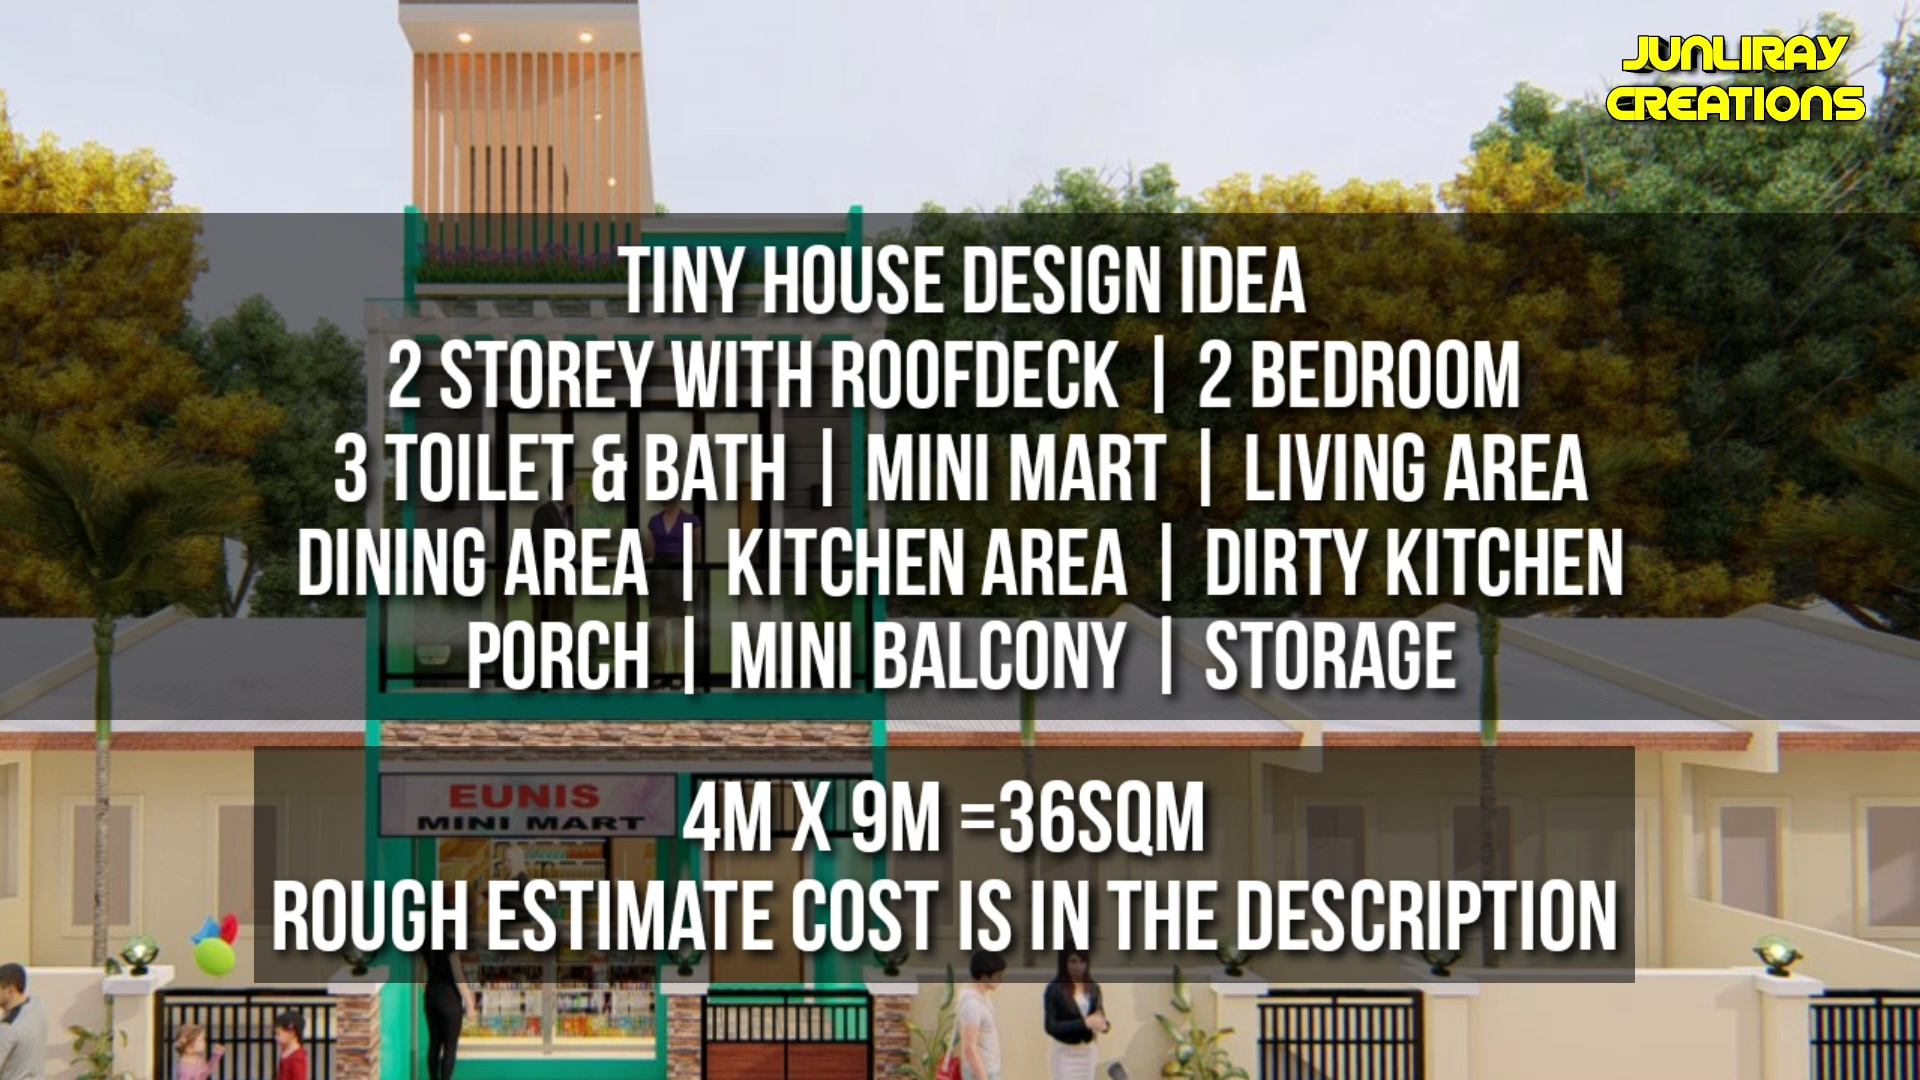 JUNLIRAY
CREATIONS
TINY HOUSE DESIGN IDEA
2 STOREY WITH ROOFDECK | 2 BEDROOM
3 TOILET & BATH | MINI MART | LIVING AREA
DINING AREA | KITCHEN AREA | DIRTY KITCHEN
PORCH | MINI BALCONY | STORAGE
EUNIS
MINI MART
4M X 9M =36SQM
ROUGH ESTIMATE COST IS IN THE DESCRIPTION